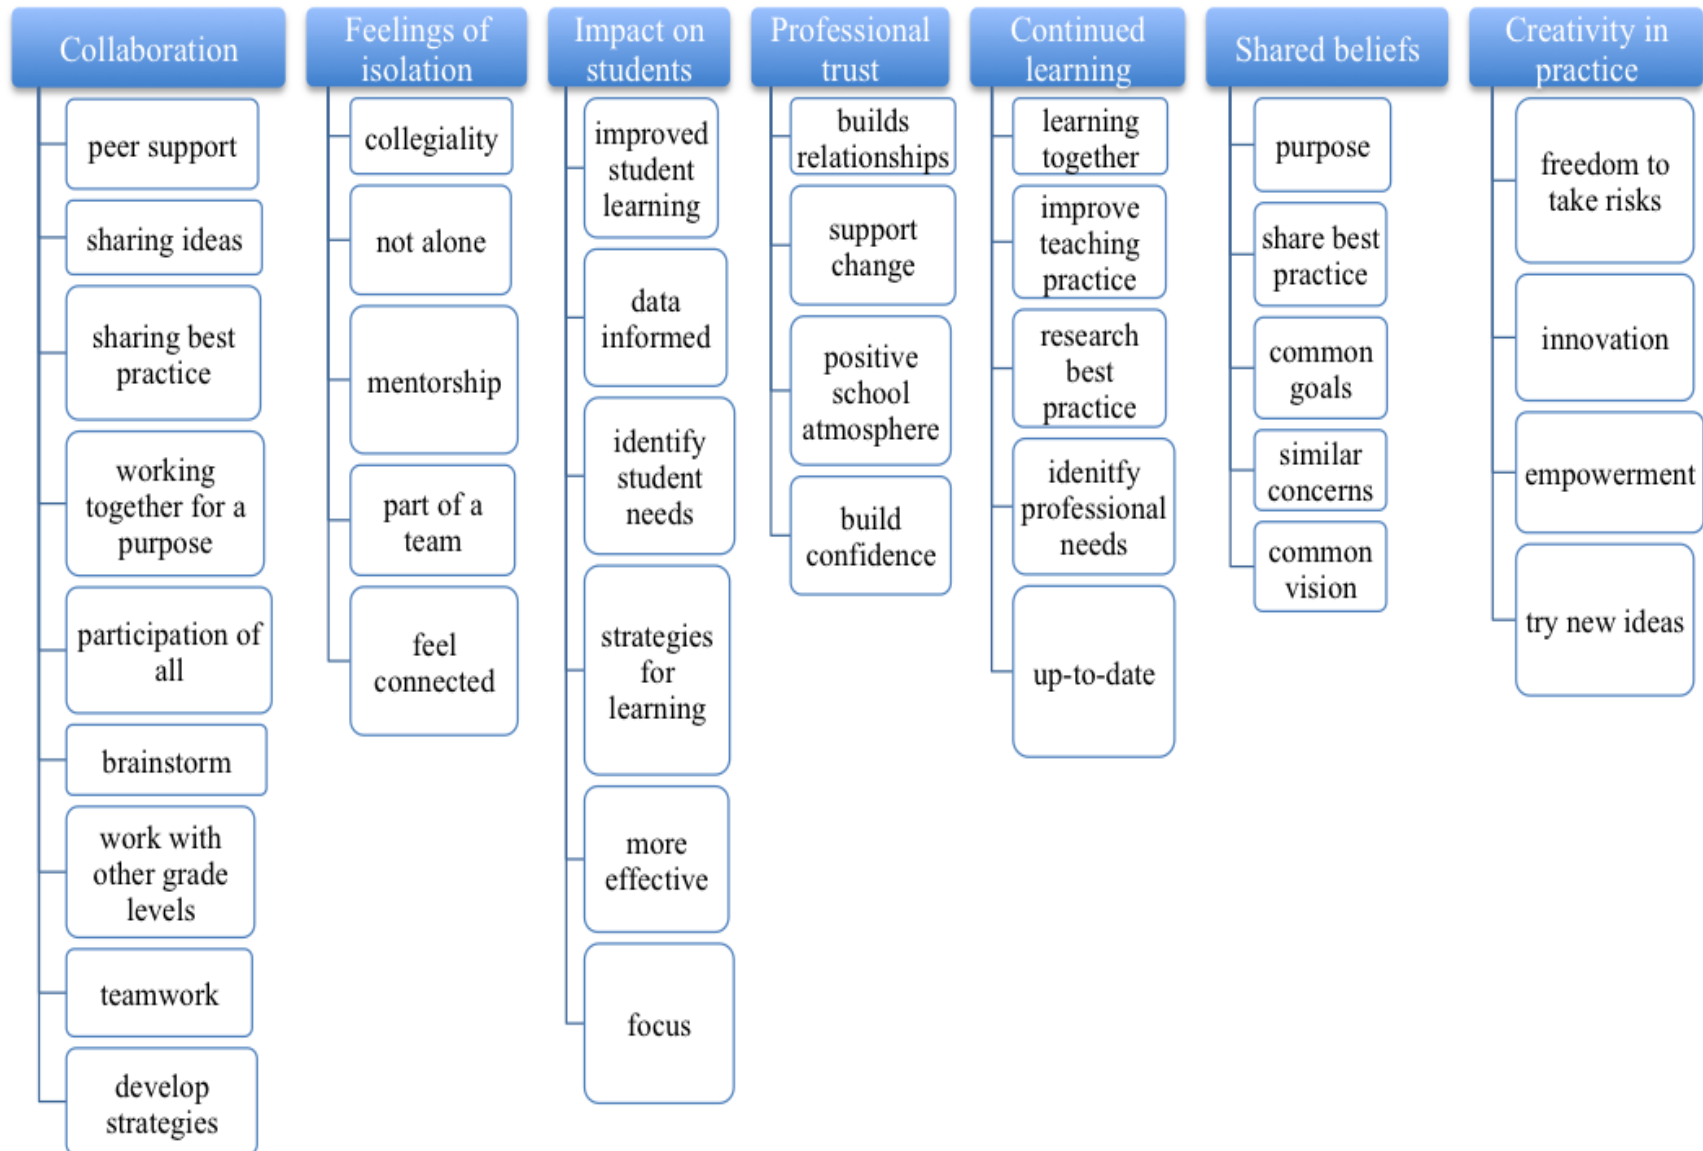 Collaboration
peer support
sharing ideas
sharing best
practice
working
together for a
purpose
participation of
all
brainstorm
work with
other grade
levels
teamwork
develop
strategies
Feelings of
isolation
collegiality
not alone
mentorship
part of a
team
feel
connected
Impact on
students
improved
student
learning
data
informed
identify
student
needs
strategies
for
learning
more
effective
focus
Professional
trust
builds
relationships
support
change
positive
school
atmosphere
build
confidence
Continued
learning
learning
together
improve
teaching
practice
research
best
practice
idenitfy
professional
needs
up-to-date
Shared beliefs
purpose
share best
practice
common
goals
similar
concerns
common
vision
Creativity in
practice
freedom to
take risks
innovation
empowerment
try new ideas